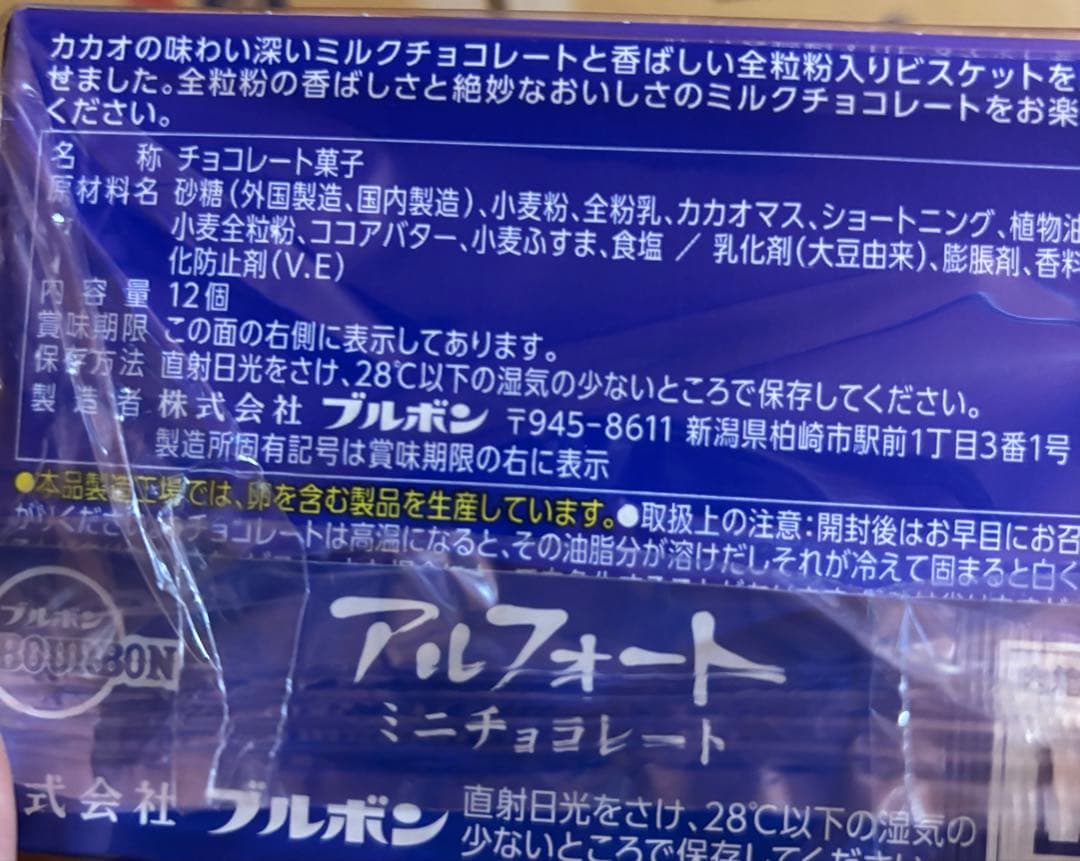 カカオの味わい深いミルクチョコレートと香ばしい全粒粉入りビスケットを
せました。全粒粉の香ばしさと絶妙なおいしさのミルクチョコレートをお楽
ください。
名称 チョコレート菓子
原材料名 砂糖(外国製造、国内製造)、小麦粉、全粉乳、カカオマス、ショートニング、植物油
小麦全粒粉、ココアバター、小麦ふすま、食塩 / 乳化剤(大豆由来)、膨脹剤、香料
化防止剤(V.E)
内容量 12個
賞味期限 この面の右側に表示してあります。
保存方法 直射日光をさけ、28℃以下の湿気の少ないところで保存してください。
製造者 株式会社 ブルボン 〒945-8611 新潟県柏崎市駅前1丁目3番1号
製造所固有記号は賞味期限の右に表示
●本品製造工場では、卵を含む製品を生産しています。●取扱上の注意:開封後はお早目にお召
がりくださ チョコレートは高温になると、その油脂分が溶けだしそれが冷えて固まると白く
ブルボン
BOURBON
アルフォート
ミニチョコレート
式会社 ブルボン 直射日光をさけ、28℃以下の湿気の
少ないところで保存してくださ